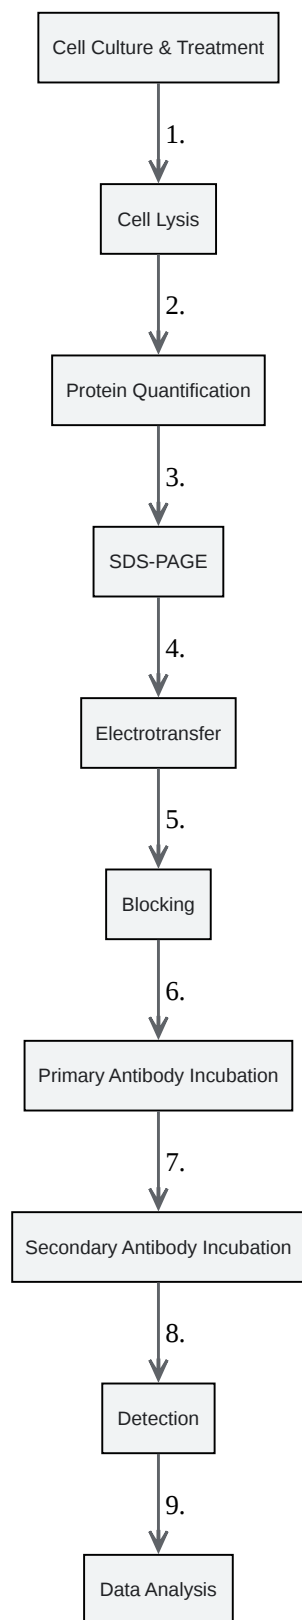 Cell Culture & Treatment
1.
Cell Lysis
2.
Protein Quantification
3.
SDS-PAGE
4.
Electrotransfer
5.
Blocking
6.
Primary Antibody Incubation
7.
Secondary Antibody Incubation
8.
Detection
9.
Data Analysis